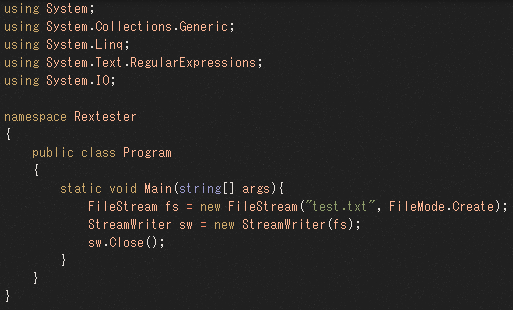 using System;
using System.Collections.Generic;
using System.Linq;
using System.Text.RegularExpressions;
using System.IO;

namespace Rextester
{
    public class Program
    {
        static void Main(string[] args){
            FileStream fs = new FileStream("test.txt", FileMode.Create);
            StreamWriter sw = new StreamWriter(fs);
            sw.Close();
        }
    }
}